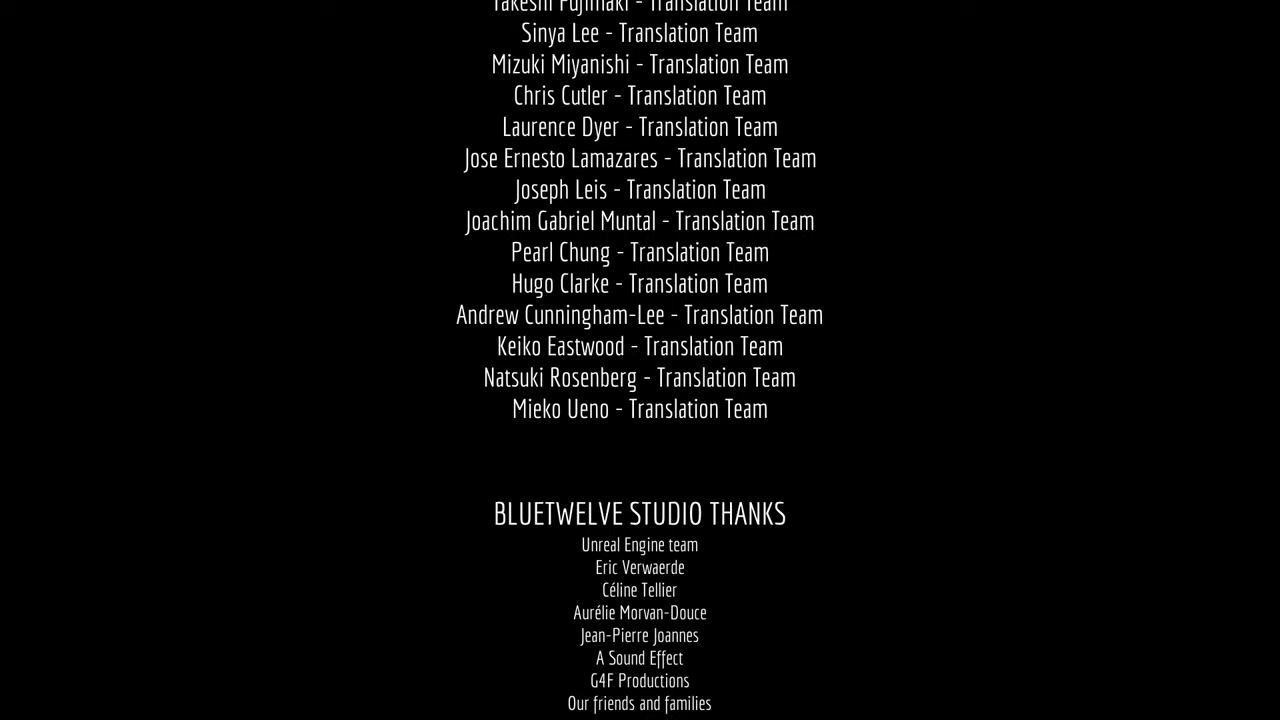 Takeshi Fujimaki - Translation Team
Sinya Lee - Translation Team
Mizuki Miyanishi - Translation Team
Chris Cutler - Translation Team
Laurence Dyer - Translation Team
Jose Ernesto Lamazares - Translation Team
Joseph Leis - Translation Team
Joachim Gabriel Muntal - Translation Team
Pearl Chung - Translation Team
Hugo Clarke - Translation Team
Andrew Cunningham-Lee - Translation Team
Keiko Eastwood - Translation Team
Natsuki Rosenberg - Translation Team
Mieko Ueno - Translation Team
BLUETWELVE STUDIO THANKS
Unreal Engine team
Eric Verwaerde
Céline Tellier
Aurélie Morvan-Douce
Jean-Pierre Joannes
A Sound Effect
G4F Productions
Our friends and families